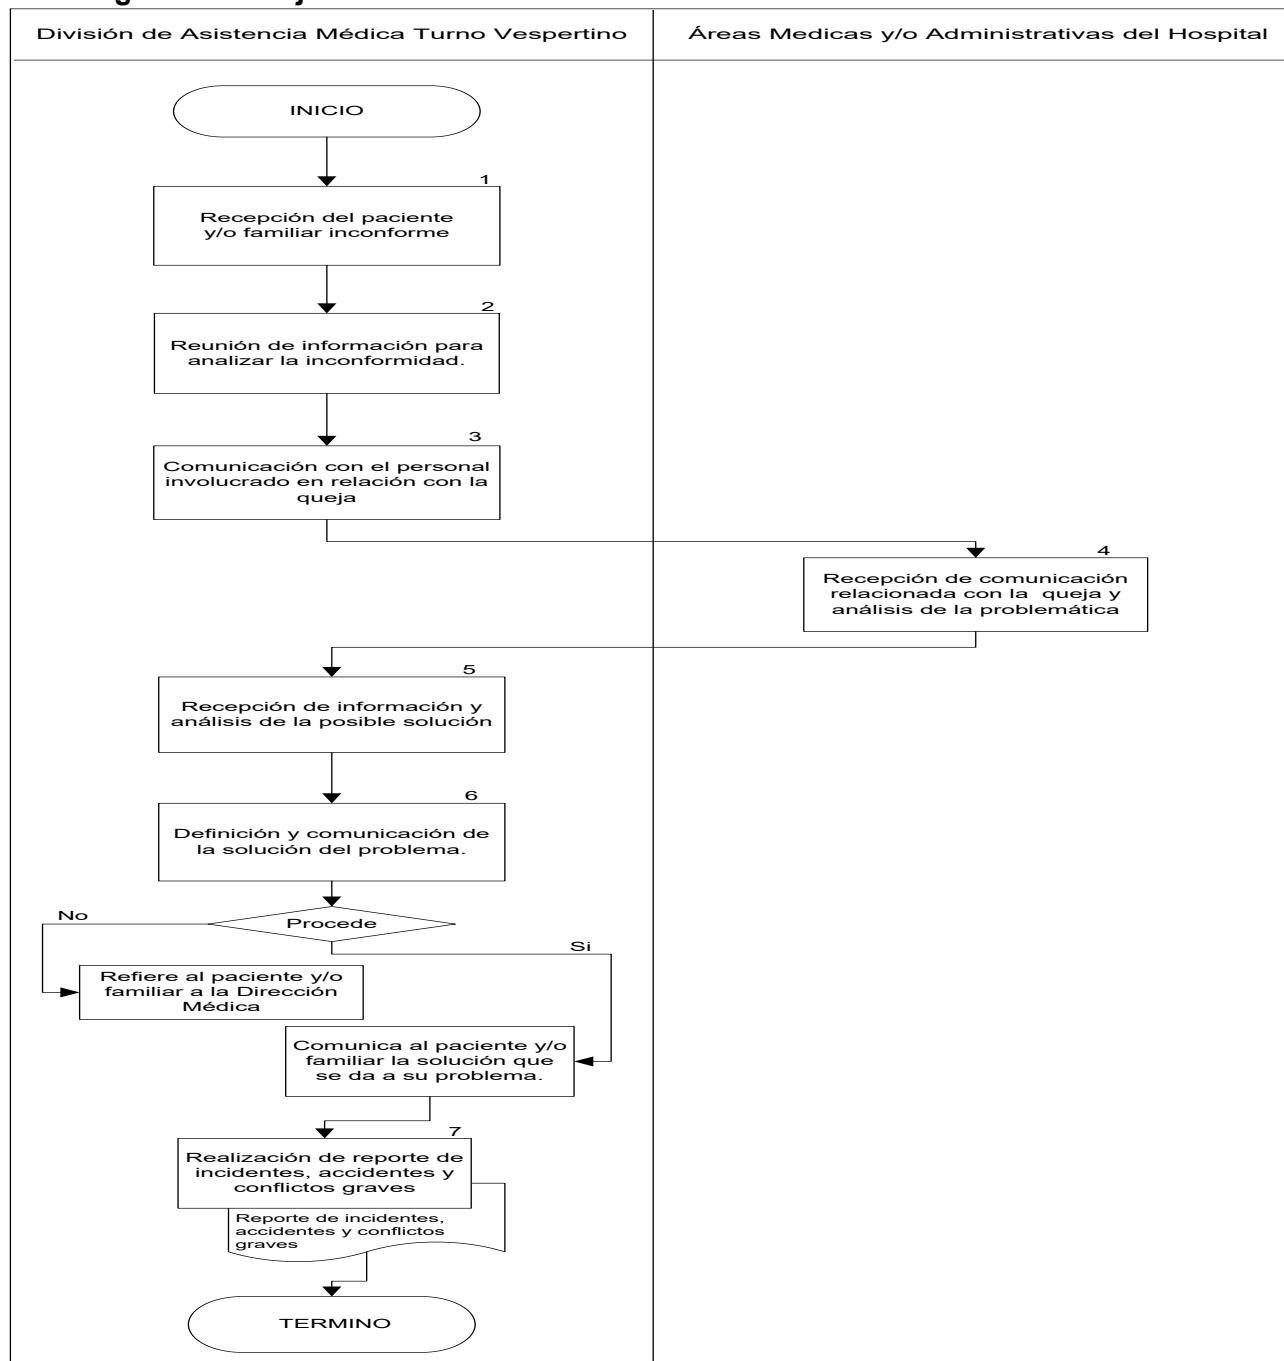 División de Asistencia Médica Turno Vespertino
Áreas Medicas y/o Administrativas del Hospital
INICIO
1
Recepción del paciente
y/o familiar inconforme
2
Reunión de información para
analizar la inconformidad.
3
Comunicación con el personal
involucrado en relación con la
queja
4
Recepción de comunicación
relacionada con la queja y
análisis de la problemática
5
Recepción de información y
análisis de la posible solución
6
Definición y comunicación de
la solución del problema.
Procede
No
Si
Refiere al paciente y/o
familiar a la Dirección
Médica
Comunica al paciente y/o
familiar la solución que
se da a su problema.
7
Realización de reporte de
incidentes, accidentes y
conflictos graves
Reporte de incidentes,
accidentes y conflictos
graves
TERMINO